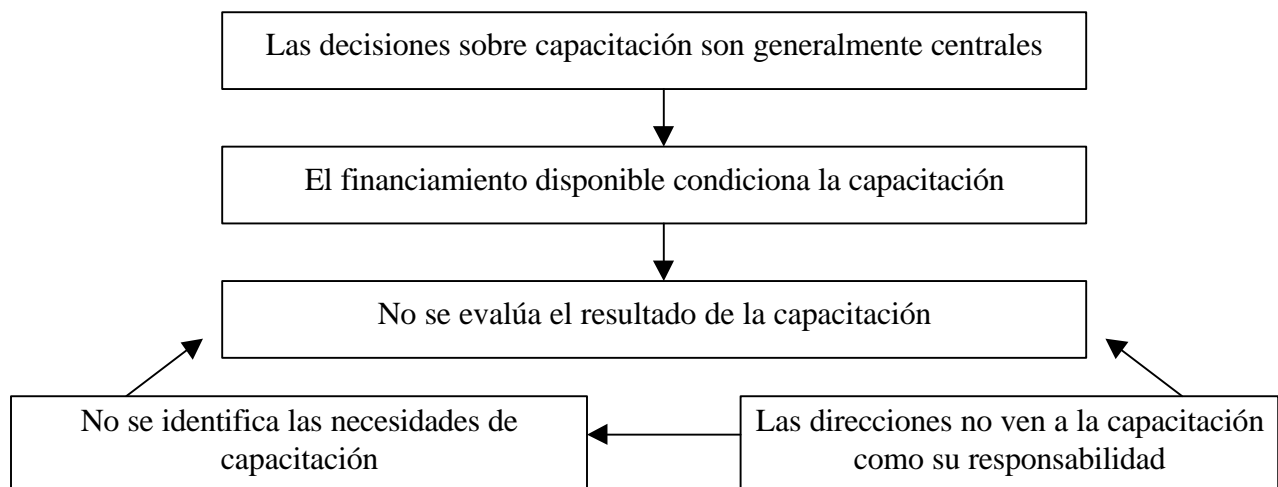 Las decisiones sobre capacitación son generalmente centrales
El financiamiento disponible condiciona la capacitación
No se evalúa el resultado de la capacitación
No se identifica las necesidades de
capacitación
Las direcciones no ven a la capacitación
como su responsabilidad